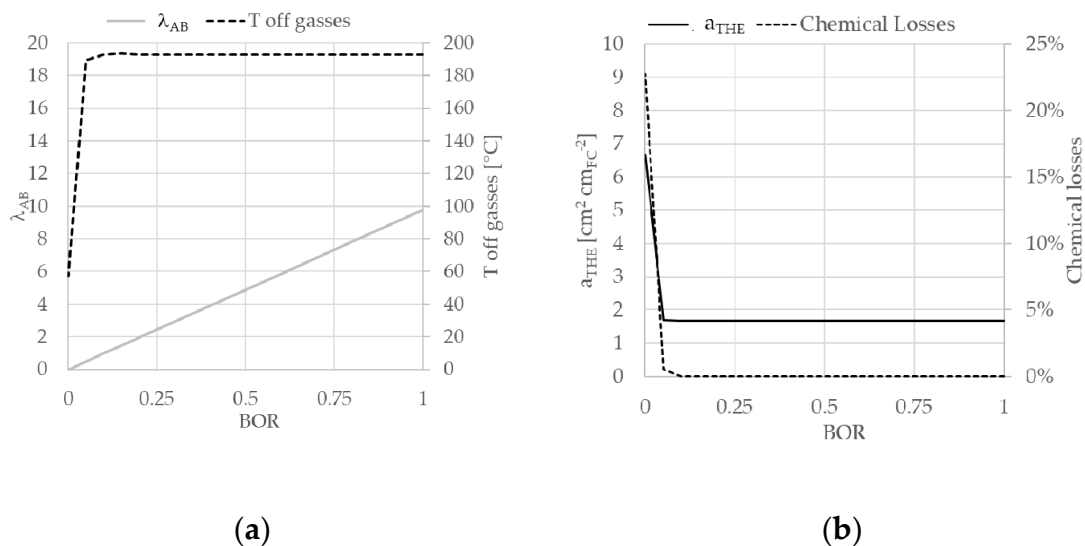 λAB T off gasses
20 200
18 180
16 160
14 140
12 120
10 100
8 80
6 60
4 40
2 20
0 0
λAB
T off gasses [°C]
0 0.25 0.5 0.75 1
BOR
(a)
aTHE Chemical Losses
10 25%
9
8 20%
7
6 15%
5
4 10%
3
2 5%
1
0 0%
aTHE [cm² cmFC⁻²]
Chemical losses
0 0.25 0.5 0.75 1
BOR
(b)